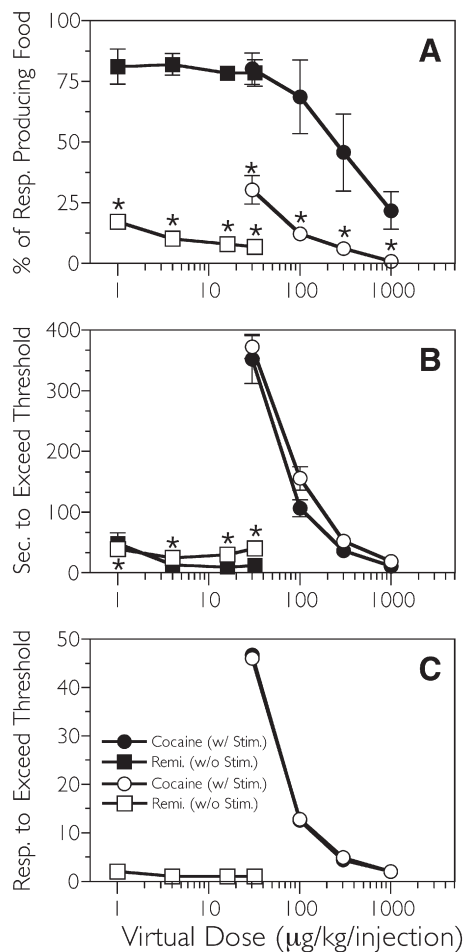 A
% of Resp. Producing Food
100
75
50
25
0
* * * *
* * * *
1 10 100 1000
B
Sec. to Exceed Threshold
400
300
200
100
0
* * * *
1 10 100 1000
C
Resp. to Exceed Threshold
50
40
30
20
10
0
Cocaine (w/ Stim.)
Remi. (w/o Stim.)
Cocaine (w/ Stim.)
Remi. (w/o Stim.)
1 10 100 1000
Virtual Dose (μg/kg/injection)